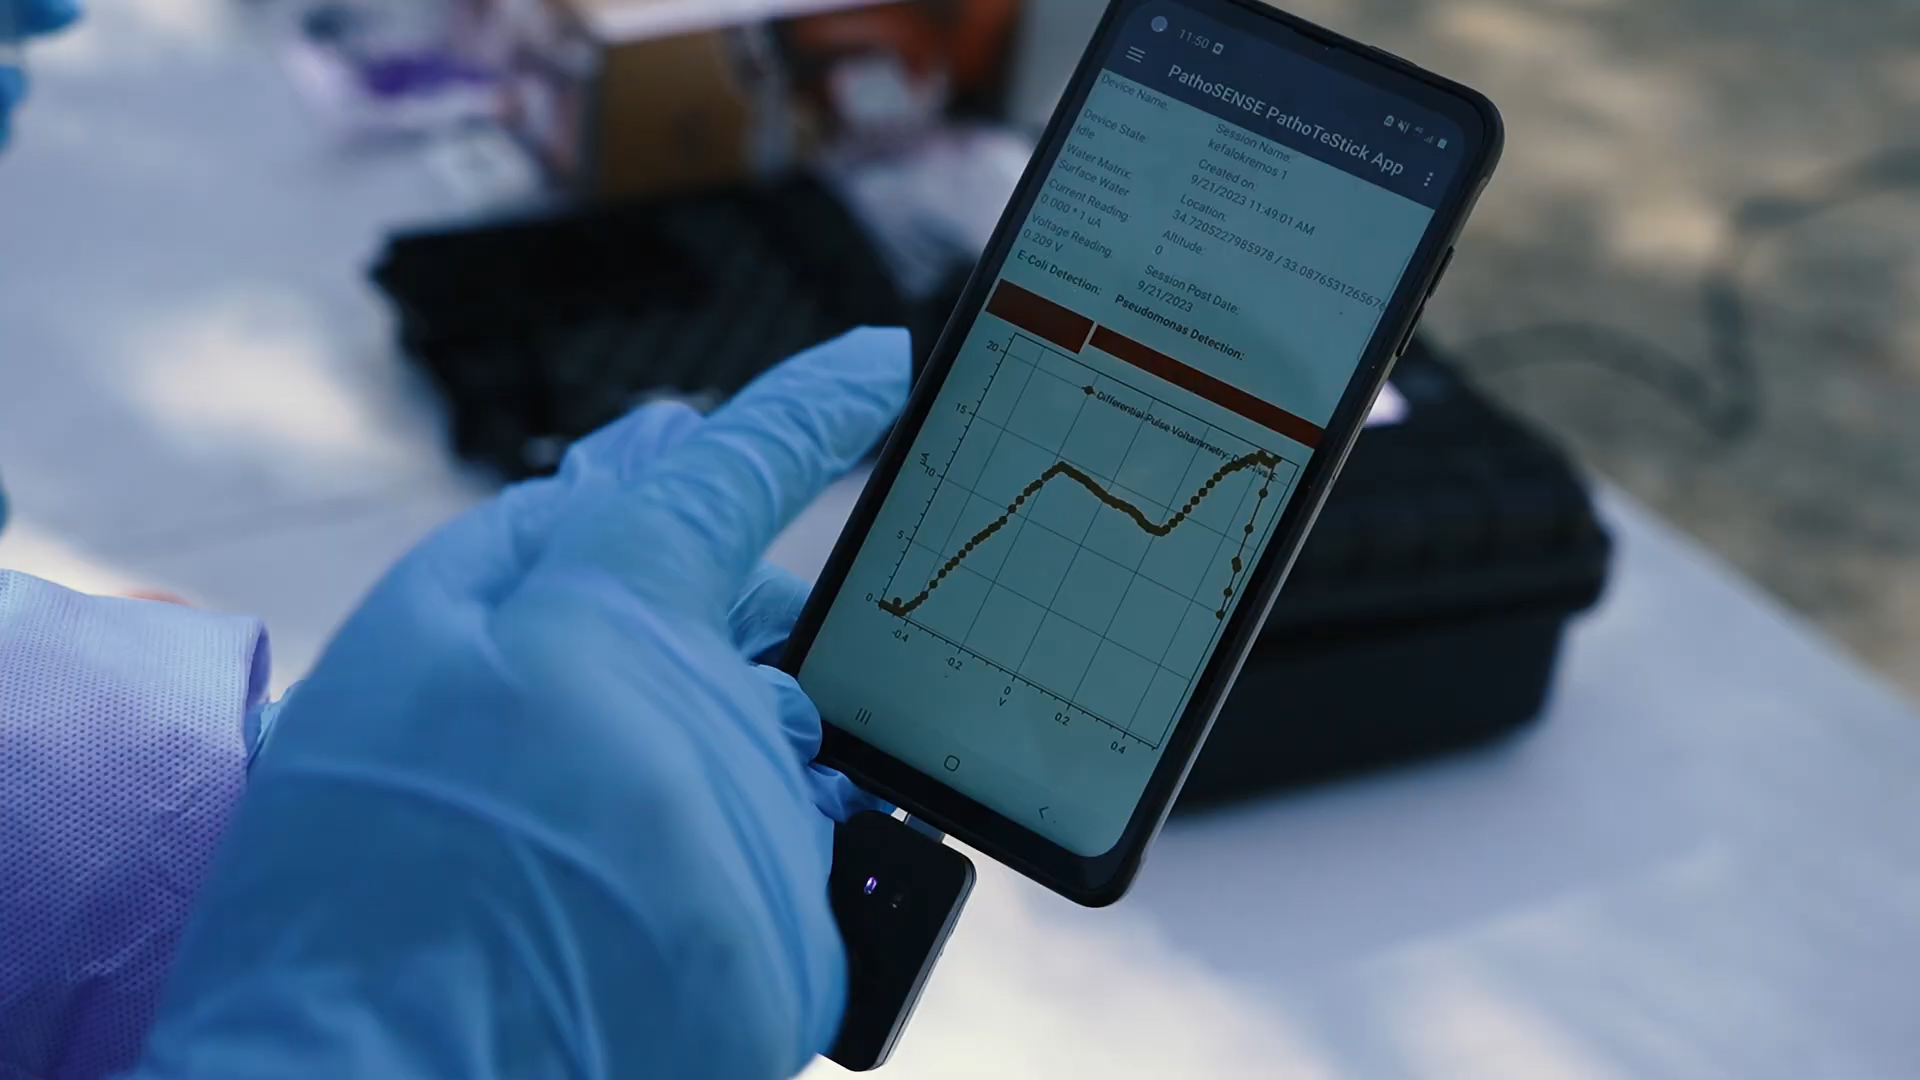 11:50
PathoSENSE PathoTeStick App
Device Name:
Session Name:
kefalokremos 1
Device State:
Idle
Created on:
9/21/2023 11:49:01 AM
Water Matrix:
Surface Water
Location:
34.7205227985978 / 33.0876531265676
Current Reading:
0.000 * 1 uA
Altitude:
0
Voltage Reading:
0.209 V
Session Post Date:
9/21/2023
E-Coli Detection:
Pseudomonas Detection:
Differential Pulse Voltammetry:
20
15
10
5
0
-0.4
-0.2
0
0.2
0.4
V